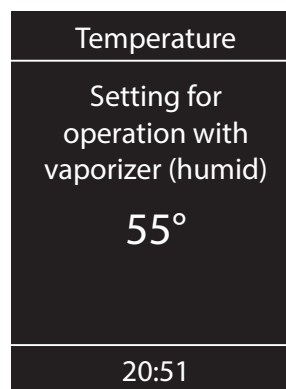 Temperature
Setting for
operation with
vaporizer (humid)
55°
20:51